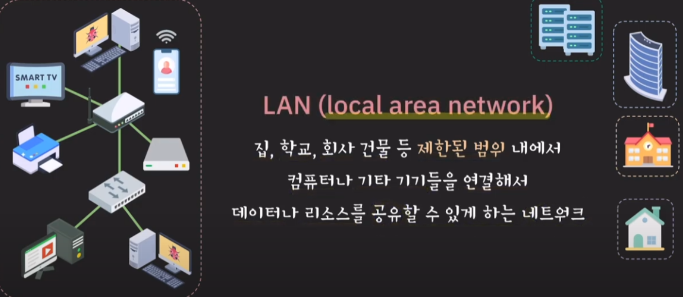 SMART TV
LAN (local area network)
집, 학교, 회사 건물 등 제한된 범위 내에서
컴퓨터나 기타 기기들을 연결해서
데이터나 리소스를 공유할 수 있게 하는 네트워크